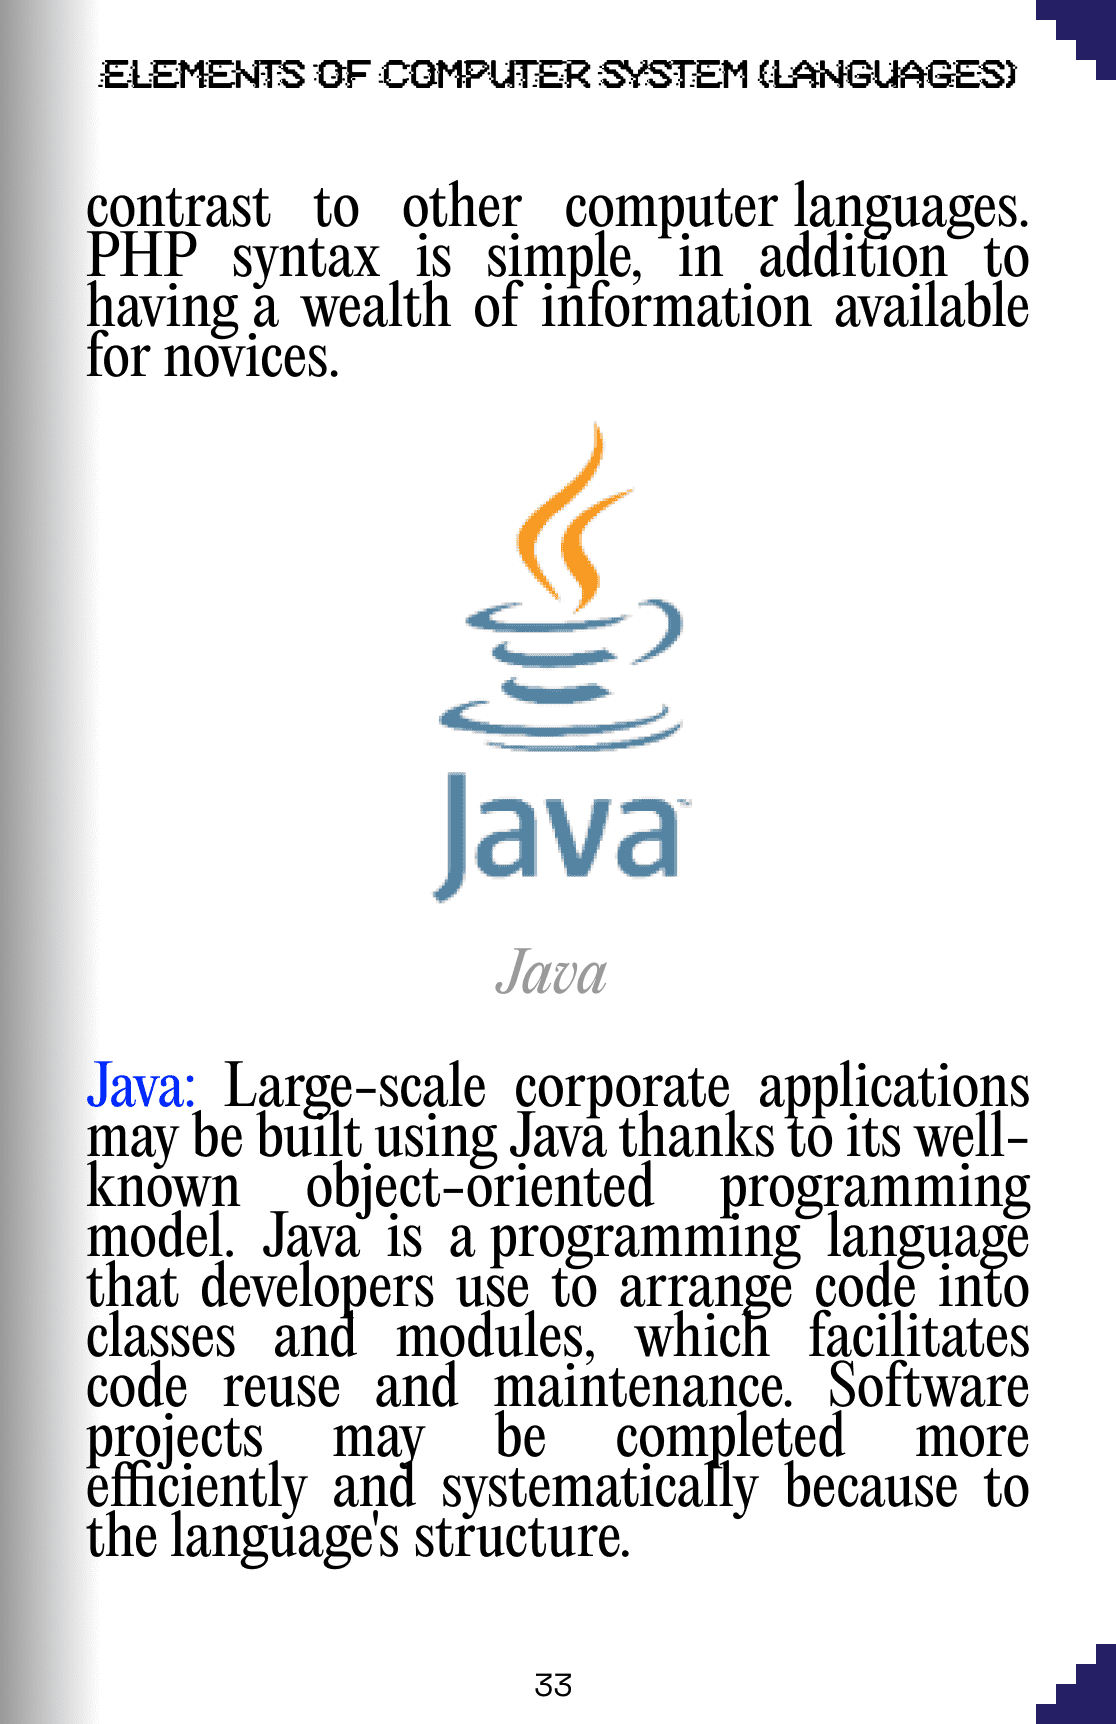 ELEMENTS OF COMPUTER SYSTEM (LANGUAGES)
contrast to other computer languages.
PHP syntax is simple, in addition to
having a wealth of information available
for novices.
Java™
Java
Java: Large-scale corporate applications
may be built using Java thanks to its well-
known object-oriented programming
model. Java is a programming language
that developers use to arrange code into
classes and modules, which facilitates
code reuse and maintenance. Software
projects may be completed more
efficiently and systematically because to
the language's structure.
33